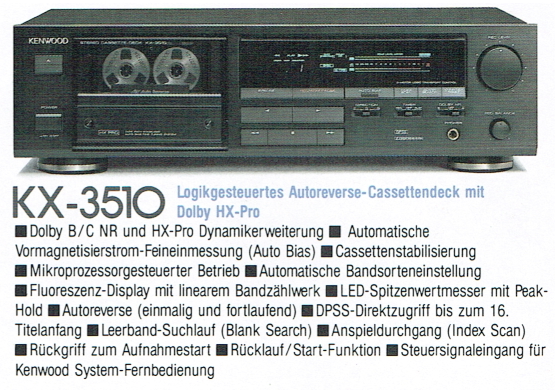 KENWOOD
STEREO CASSETTE DECK KX-3510
POWER
HX PRO
KX-3510
Logikgesteuertes Autoreverse-Cassettendeck mit
Dolby HX-Pro
■ Dolby B/C NR und HX-Pro Dynamikerweiterung ■ Automatische
Vormagnetisierstrom-Feineinmessung (Auto Bias) ■ Cassettenstabilisierung
■ Mikroprozessorgesteuerter Betrieb ■ Automatische Bandsorteneinstellung
■ Fluoreszenz-Display mit linearem Bandzählwerk ■ LED-Spitzenwertmesser mit Peak-
Hold ■ Autoreverse (einmalig und fortlaufend) ■ DPSS-Direktzugriff bis zum 16.
Titelanfang ■ Leerband-Suchlauf (Blank Search) ■ Anspieldurchgang (Index Scan)
■ Rückgriff zum Aufnahmestart ■ Rücklauf/Start-Funktion ■ Steuersignaleingang für
Kenwood System-Fernbedienung